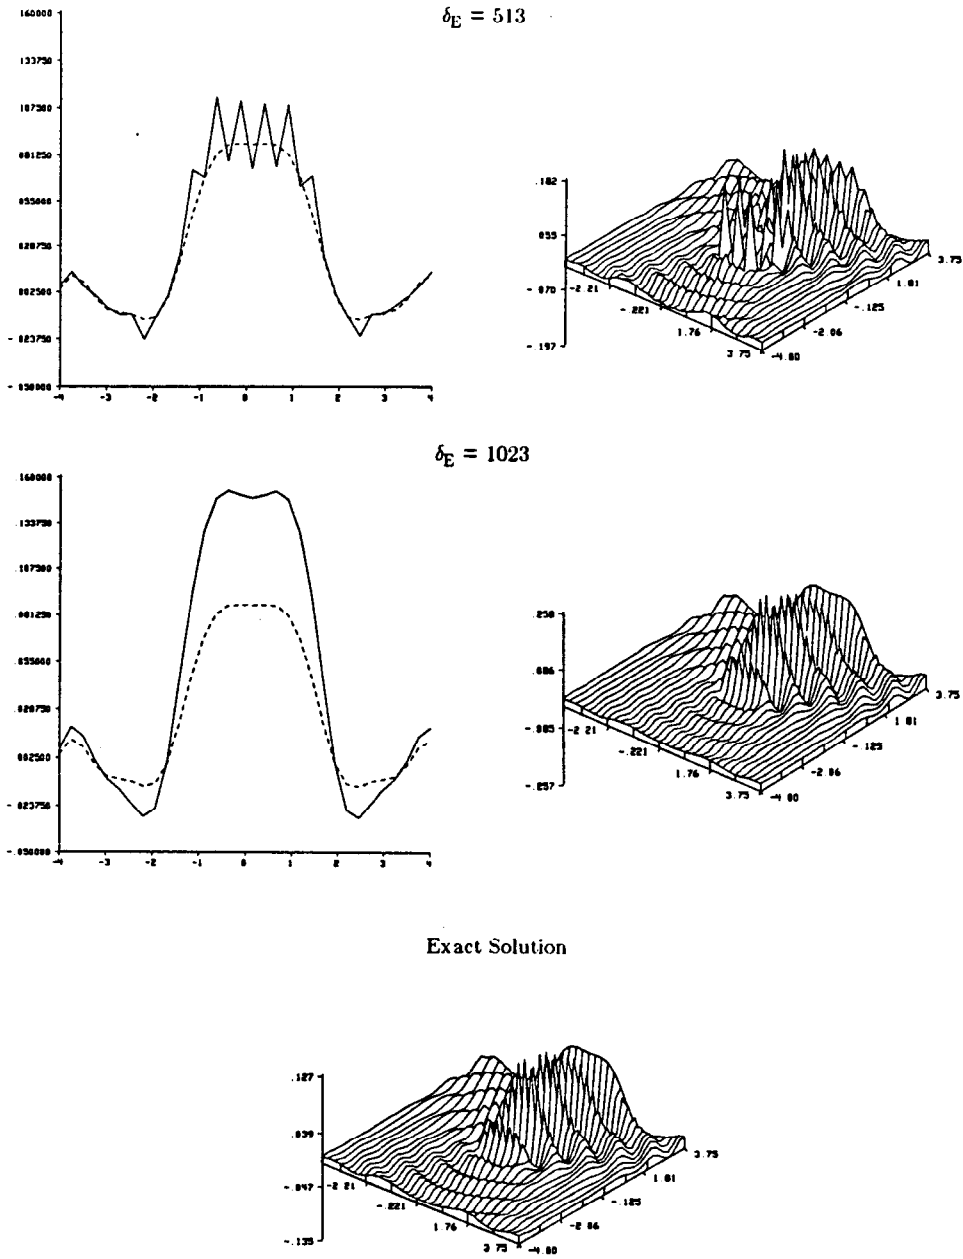 δE = 513
.160000
.133750
.107500
.081250
.055000
.028750
.002500
-.023750
-.050000
-4 -3 -2 -1 0 1 2 3 4
.182
.055
-.070
-.197
-2.21 -.221 1.76 3.75
-4.00 -2.06 -.125 1.81 3.75
δE = 1023
.160000
.133750
.107500
.081250
.055000
.028750
.002500
-.023750
-.050000
-4 -3 -2 -1 0 1 2 3 4
-.085
-.257
-2.21 -.221 1.76 3.75
-4.00 -2.06 -.125 1.81 3.75
Exact Solution
.127
.039
-.047
-.135
-2.21 -.221 1.76 3.75
-4.00 -2.06 -.125 1.81 3.75